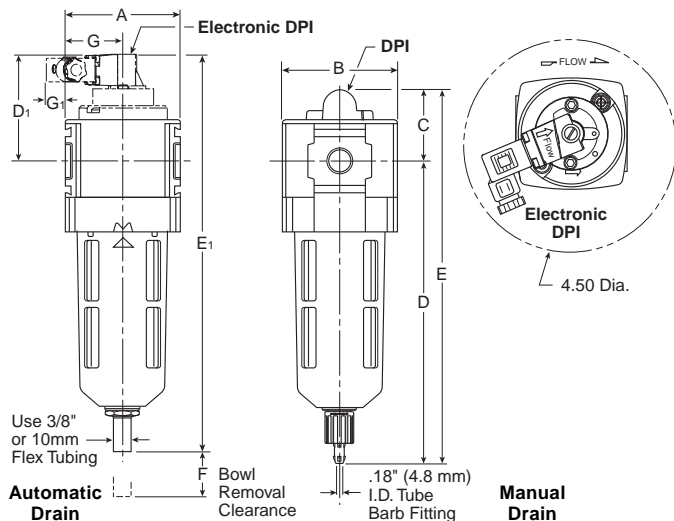 A
G
Electronic DPI
D1
G1
E1
Use 3/8"
or 10mm
Flex Tubing
F
Bowl
Removal
Clearance
Automatic
Drain
DPI
B
C
D
E
.18" (4.8 mm)
I.D. Tube
Barb Fitting
Manual
Drain
FLOW
Flow
Electronic
DPI
4.50 Dia.